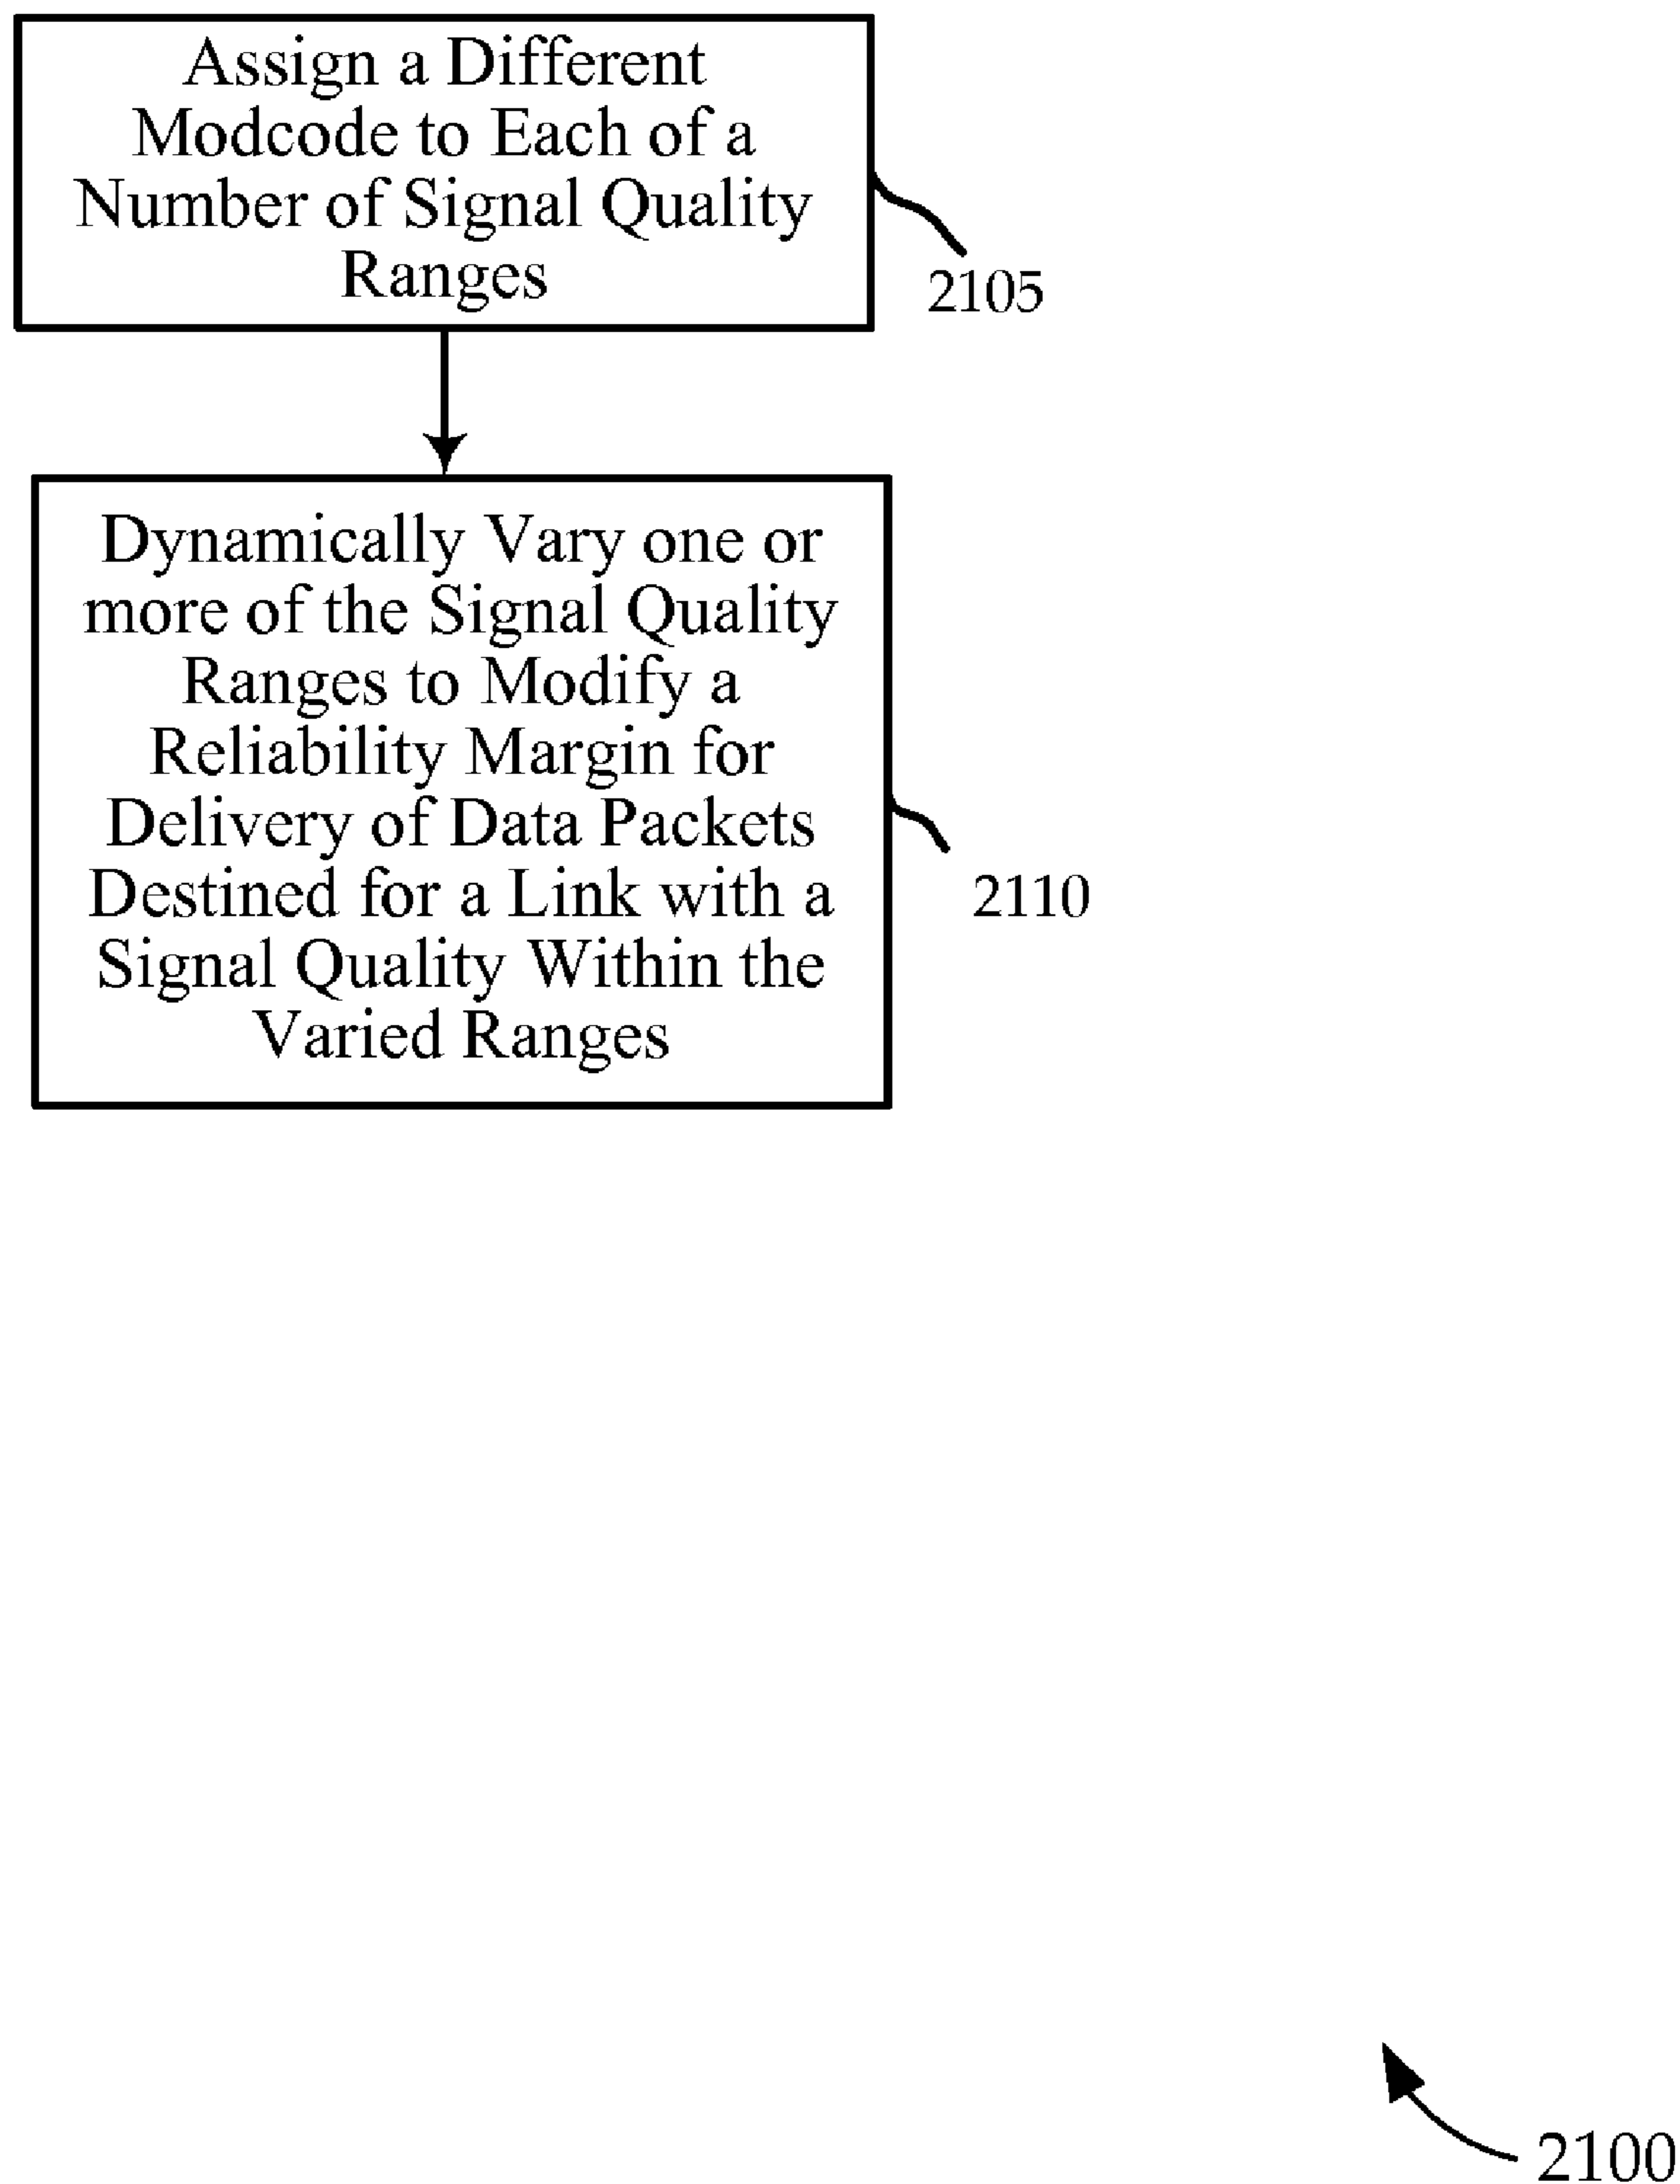 Assign a Different
Modcode to Each of a
Number of Signal Quality
Ranges
2105
Dynamically Vary one or
more of the Signal Quality
Ranges to Modify a
Reliability Margin for
Delivery of Data Packets
Destined for a Link with a
Signal Quality Within the
Varied Ranges
2110
2100